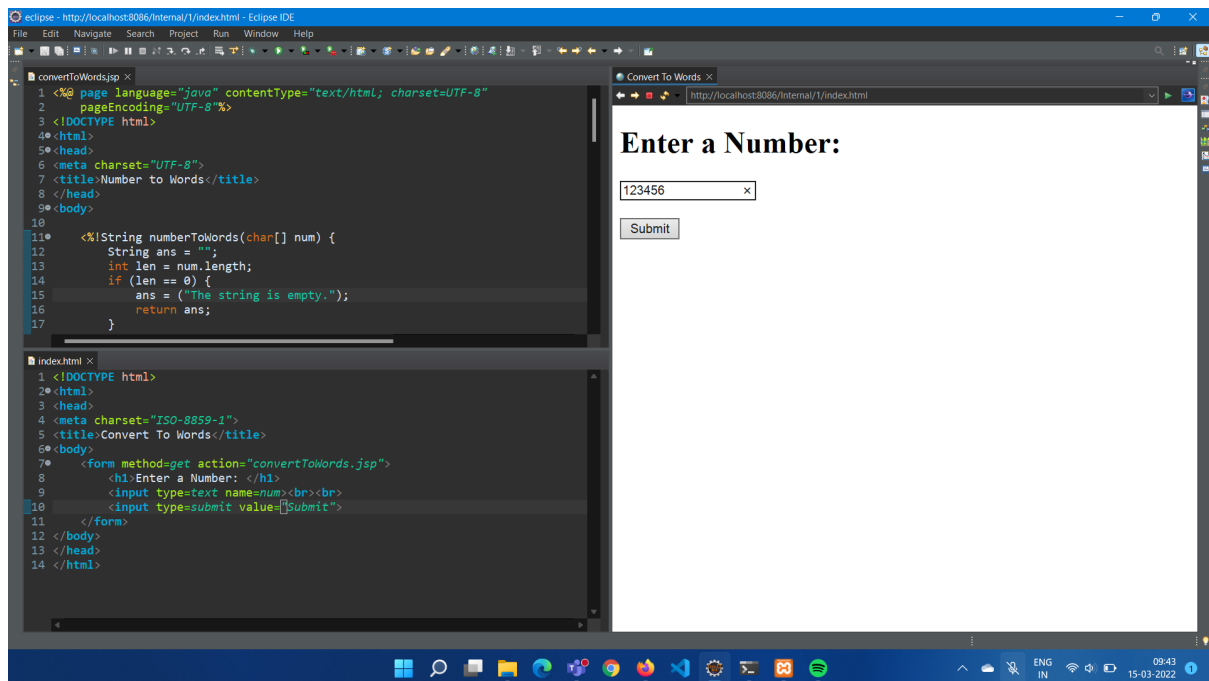 eclipse - http://localhost:8086/Internal/1/index.html - Eclipse IDE
File Edit Navigate Search Project Run Window Help
convertToWords.jsp
1 <%@ page language="java" contentType="text/html; charset=UTF-8"
2     pageEncoding="UTF-8"%>
3 <!DOCTYPE html>
4 <html>
5 <head>
6 <meta charset="UTF-8">
7 <title>Number to Words</title>
8 </head>
9 <body>
10
11     <%!String numberToWords(char[] num) {
12         String ans = "";
13         int len = num.length;
14         if (len == 0) {
15             ans = ("The string is empty.");
16             return ans;
17         }
index.html
1 <!DOCTYPE html>
2 <html>
3 <head>
4 <meta charset="ISO-8859-1">
5 <title>Convert To Words</title>
6 <body>
7     <form method=get action="convertToWords.jsp">
8         <h1>Enter a Number: </h1>
9         <input type=text name=num><br><br>
10         <input type=submit value="Submit">
11     </form>
12 </body>
13 </head>
14 </html>
Convert To Words
http://localhost:8086/Internal/1/index.html
Enter a Number:
123456
Submit
ENG
IN
09:43
15-03-2022
1